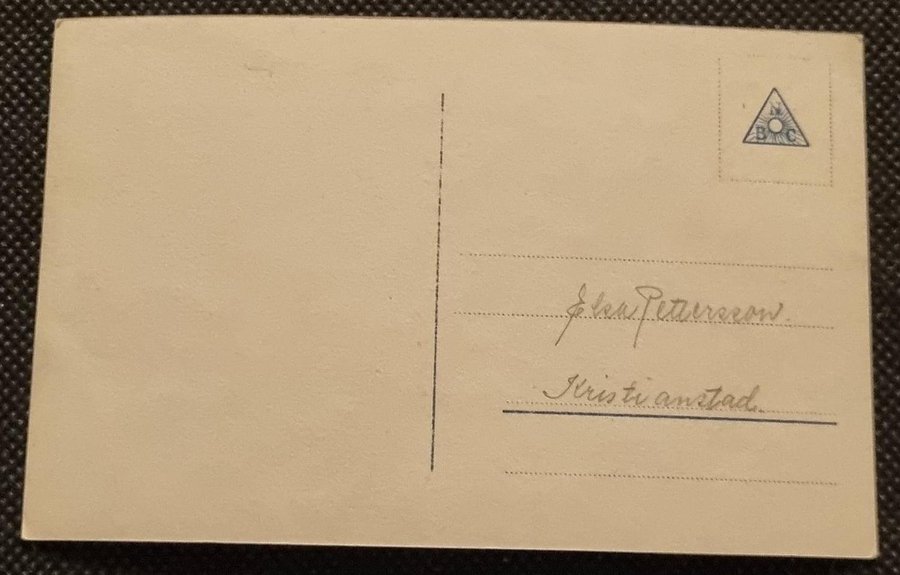 N
B C
Elsa Pettersson.
Kristianstad.